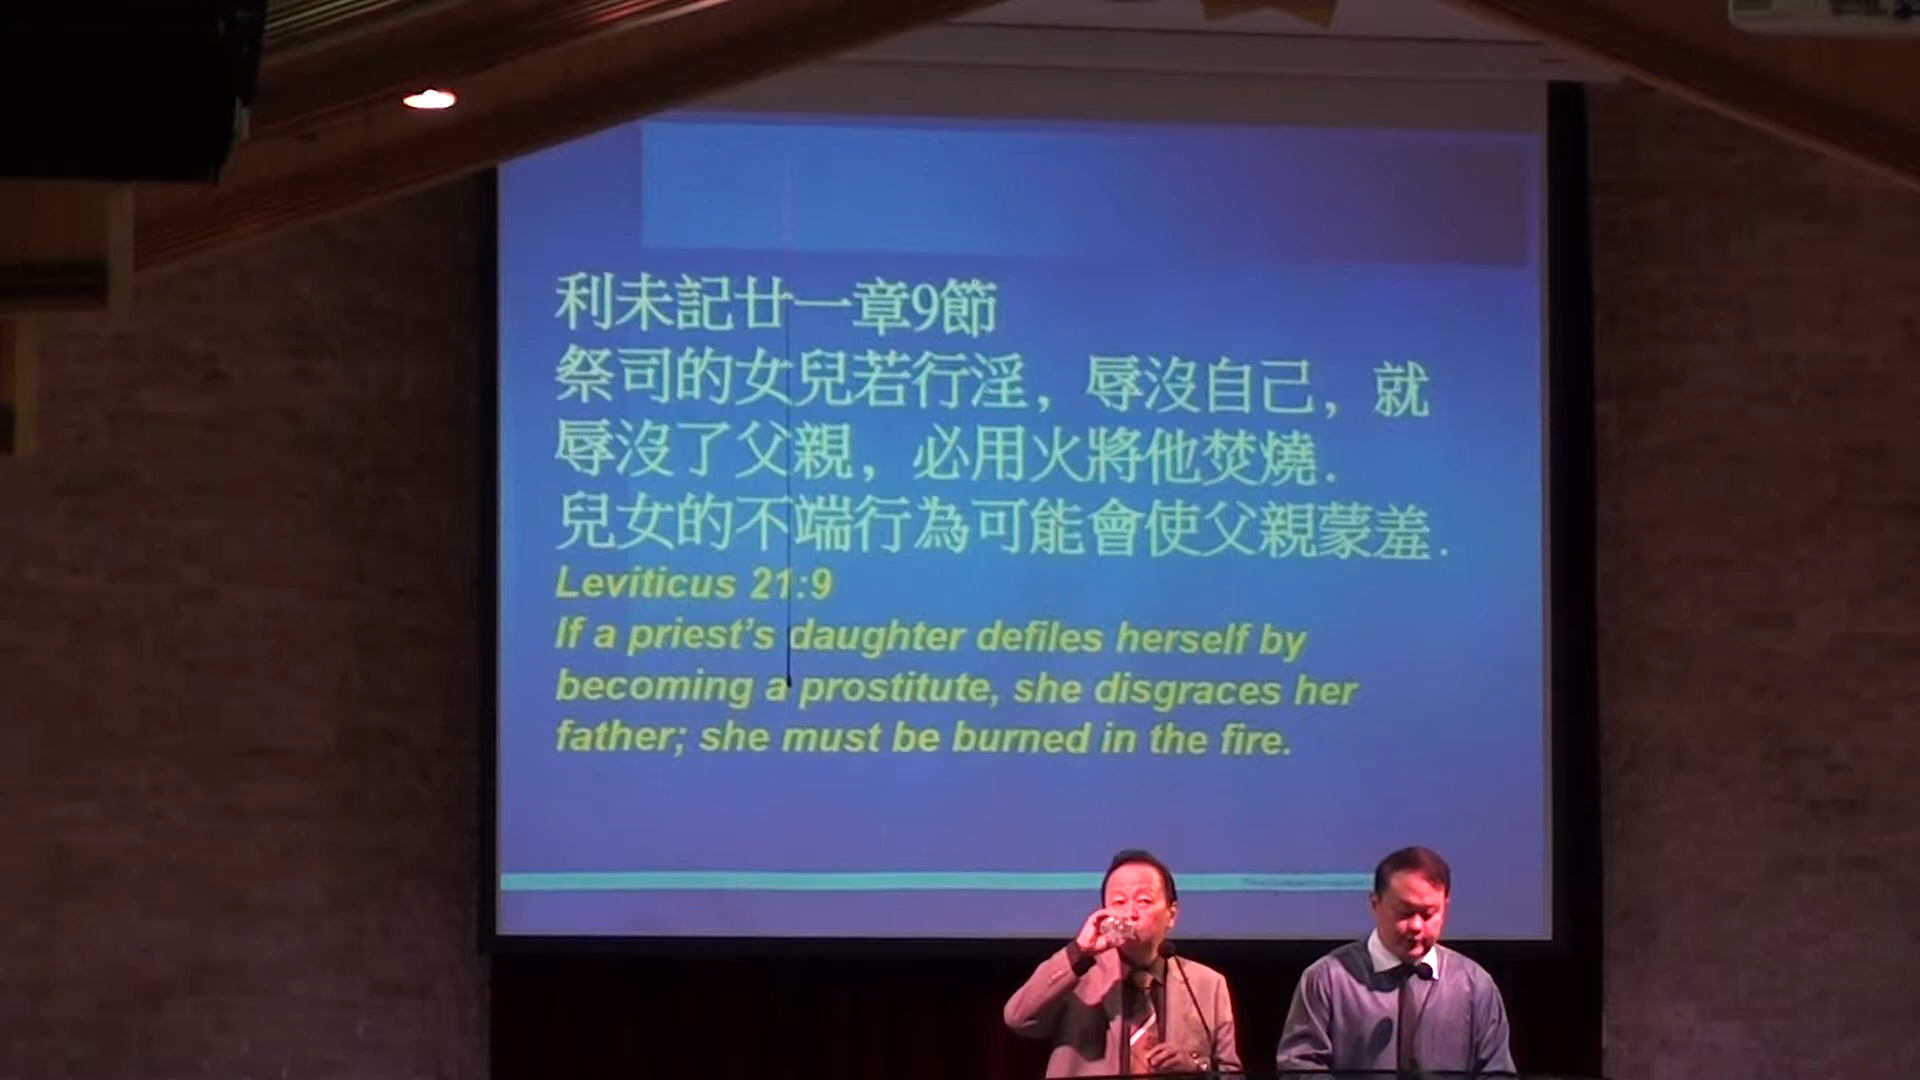 利未記廿一章9節
祭司的女兒若行淫，辱沒自己，就
辱沒了父親，必用火將他焚燒.
兒女的不端行為可能會使父親蒙羞.
Leviticus 21:9
If a priest’s daughter defiles herself by
becoming a prostitute, she disgraces her
father; she must be burned in the fire.